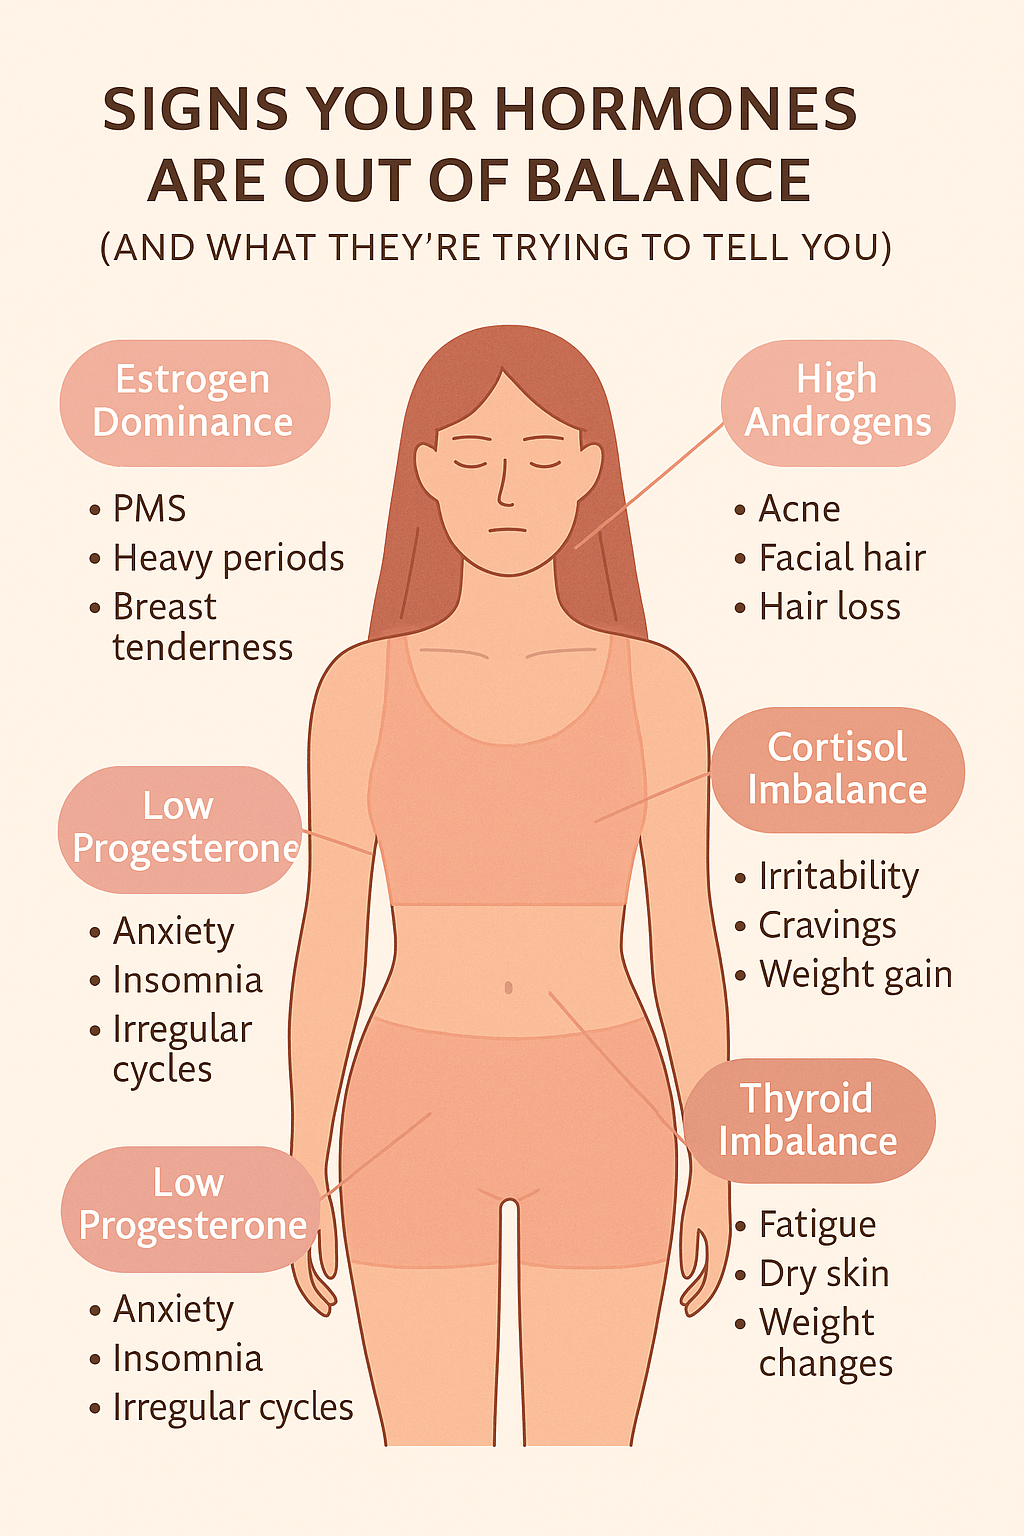 SIGNS YOUR HORMONES
ARE OUT OF BALANCE
(AND WHAT THEY'RE TRYING TO TELL YOU)
Estrogen
Dominance
• PMS
• Heavy periods
• Breast
tenderness
Low
Progesterone
• Anxiety
• Insomnia
• Irregular
cycles
Low
Progesterone
• Anxiety
• Insomnia
• Irregular cycles
High
Androgens
• Acne
• Facial hair
• Hair loss
Cortisol
Imbalance
• Irritability
• Cravings
• Weight gain
Thyroid
Imbalance
• Fatigue
• Dry skin
• Weight
changes